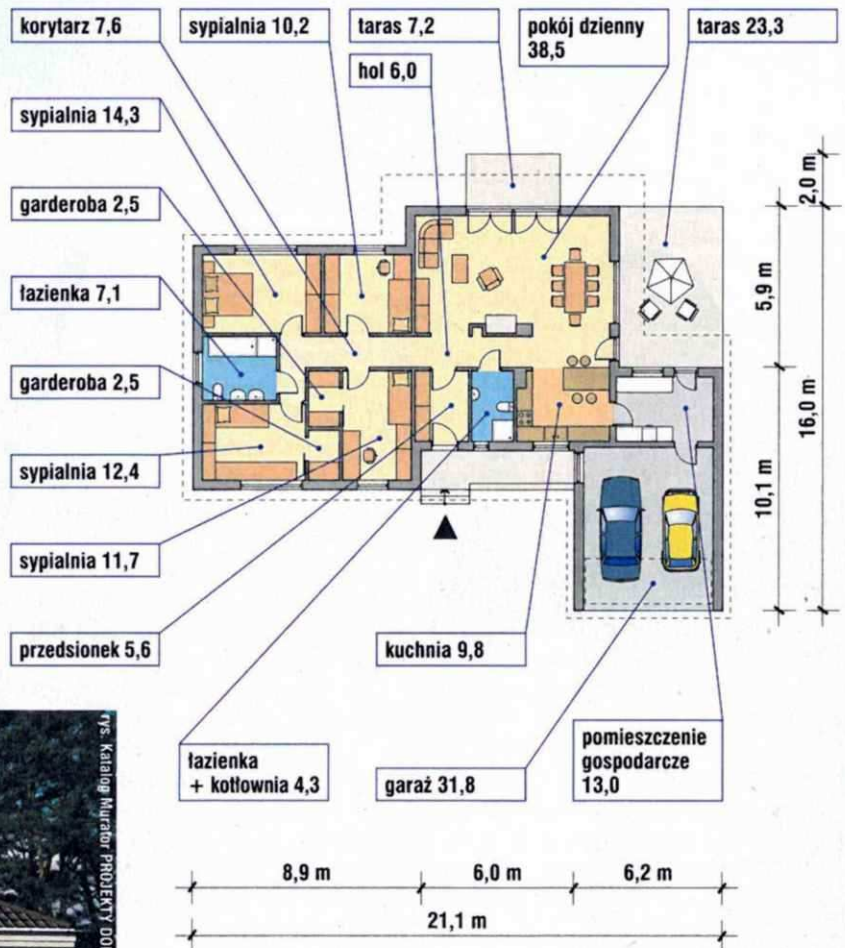 korytarz 7,6
sypialnia 10,2
taras 7,2
pokój dzienny
38,5
taras 23,3
hol 6,0
sypialnia 14,3
garderoba 2,5
łazienka 7,1
garderoba 2,5
sypialnia 12,4
sypialnia 11,7
przedsionek 5,6
kuchnia 9,8
łazienka
+ kotłownia 4,3
garaż 31,8
pomieszczenie
gospodarcze
13,0
2,0 m
5,9 m
16,0 m
10,1 m
8,9 m
6,0 m
6,2 m
21,1 m
rys. Katalog Murator PROJEKTY DO